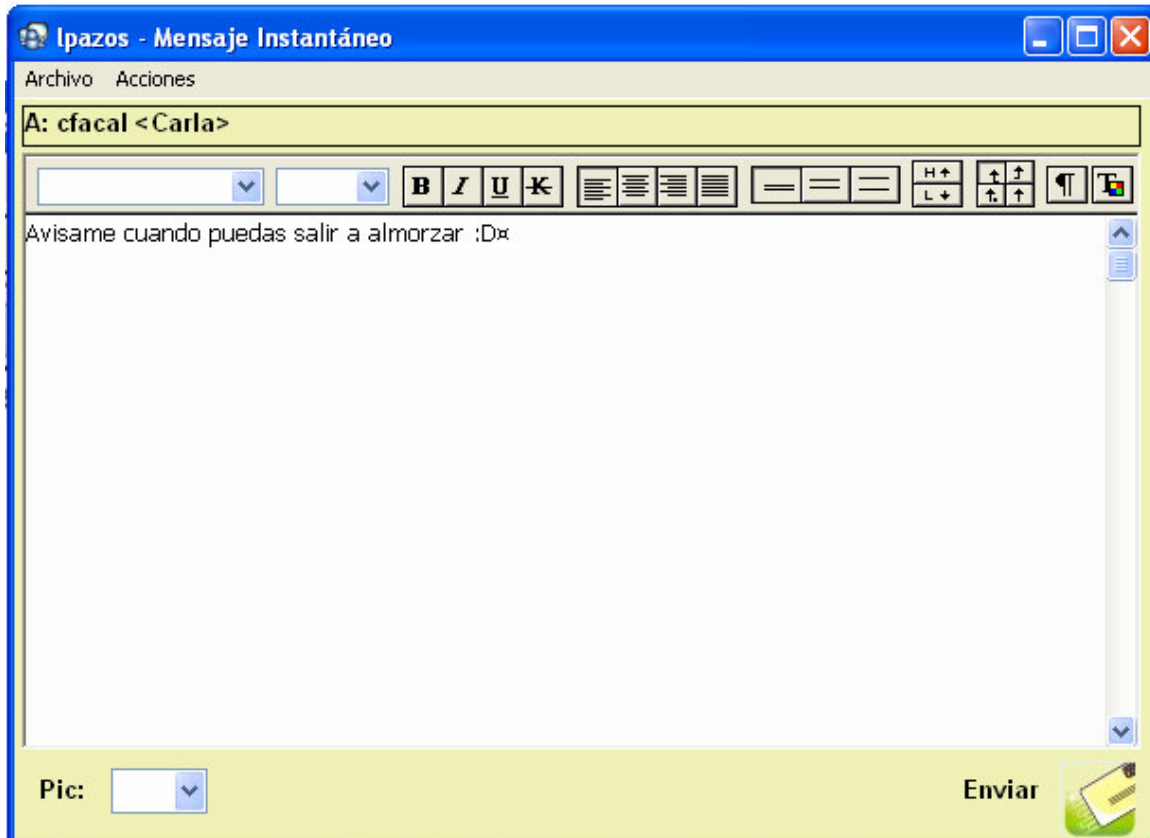 lpazos - Mensaje Instantáneo
Archivo Acciones
A: cfacal <Carla>
B I U K H L ¶ T
Avisame cuando puedas salir a almorzar :D¤
Pic: Enviar